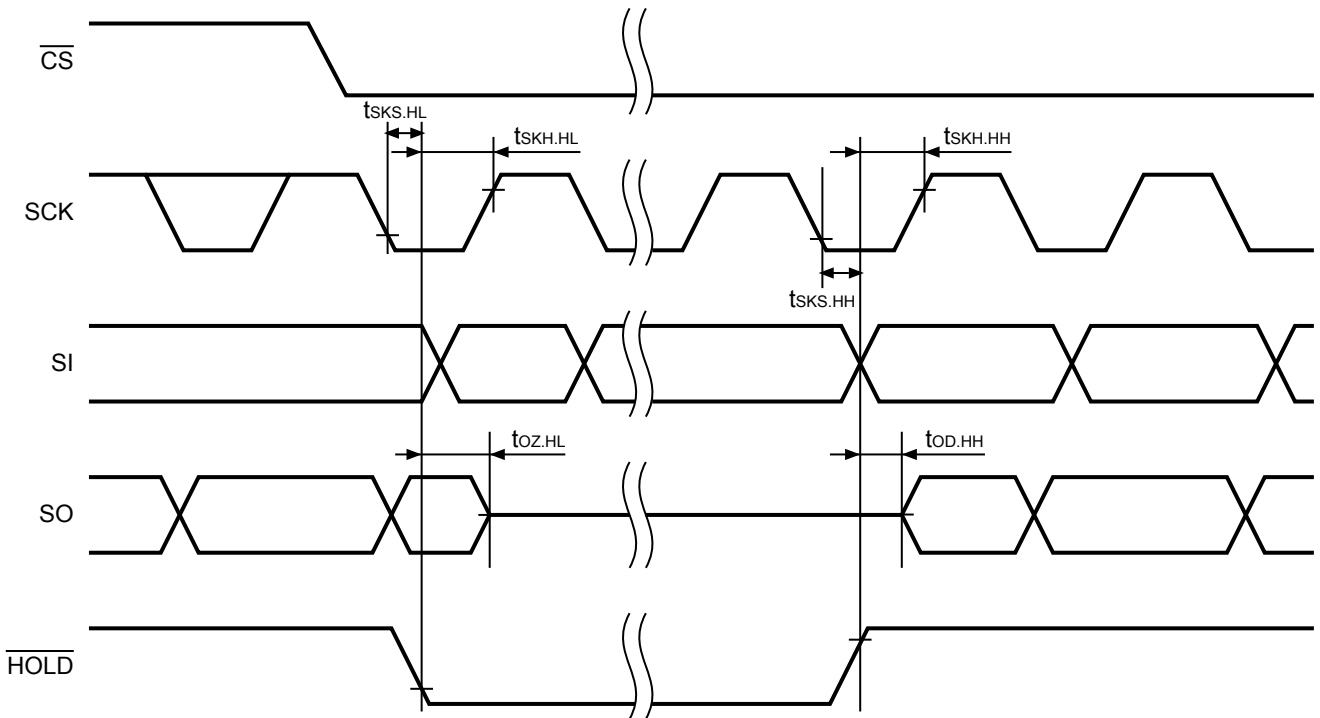 CS
tSKS.HL
tSKH.HL
tSKH.HH
SCK
tSKS.HH
SI
tOZ.HL
tOD.HH
SO
HOLD